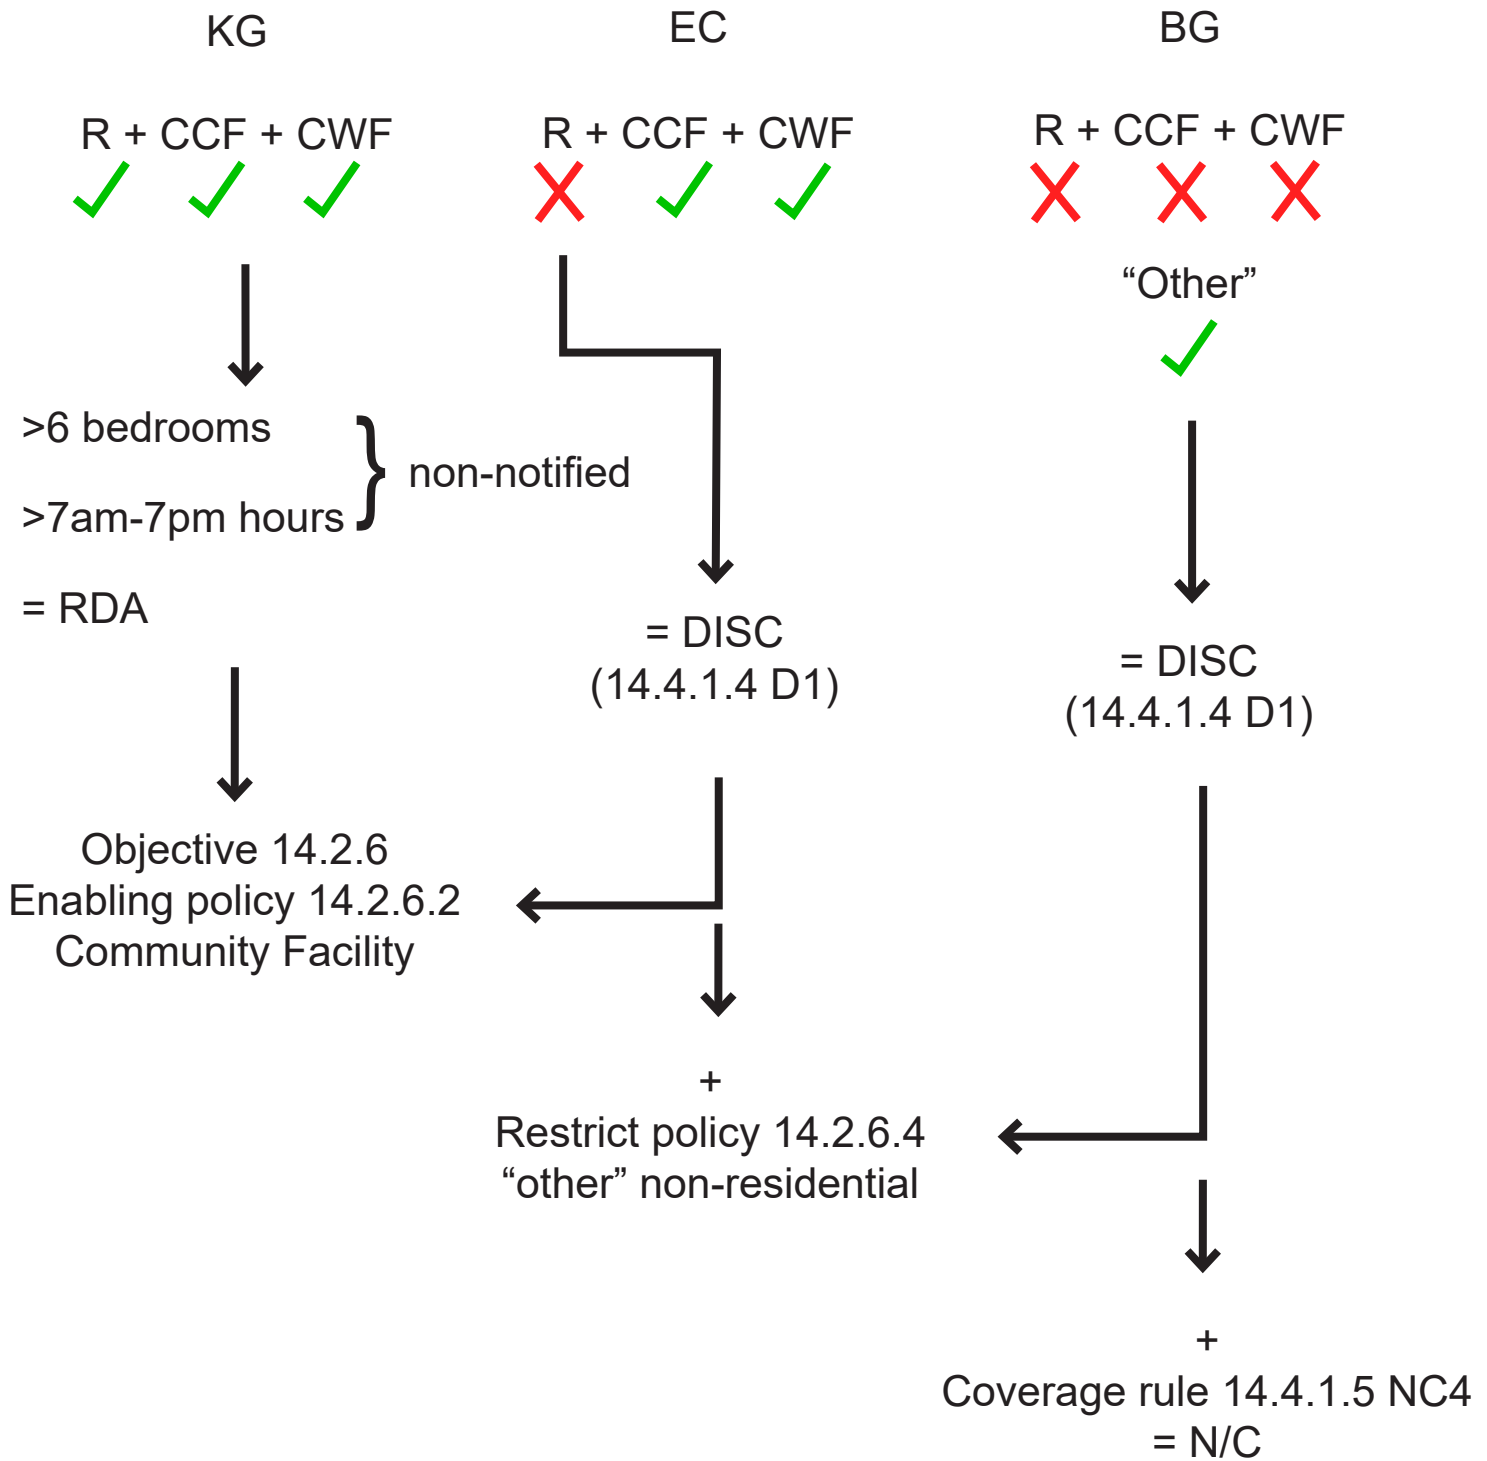 KG
R + CCF + CWF
>6 bedrooms
>7am-7pm hours
} non-notified
= RDA
Objective 14.2.6
Enabling policy 14.2.6.2
Community Facility
EC
R + CCF + CWF
= DISC
(14.4.1.4 D1)
+
Restrict policy 14.2.6.4
“other” non-residential
BG
R + CCF + CWF
“Other”
= DISC
(14.4.1.4 D1)
+
Coverage rule 14.4.1.5 NC4
= N/C